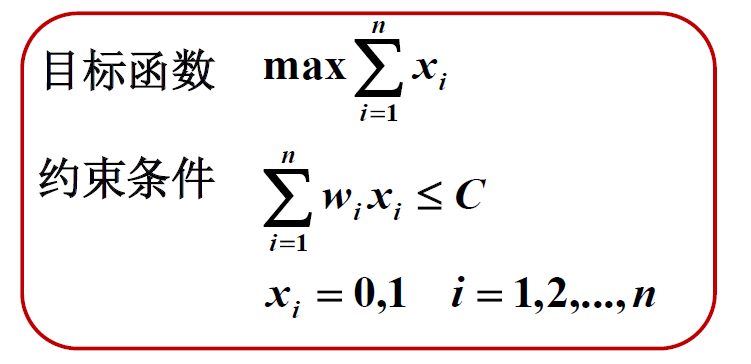 目标函数 max ∑_{i=1}^{n} x_i
约束条件 ∑_{i=1}^{n} w_i x_i ≤ C
x_i = 0,1 i = 1,2,...,n